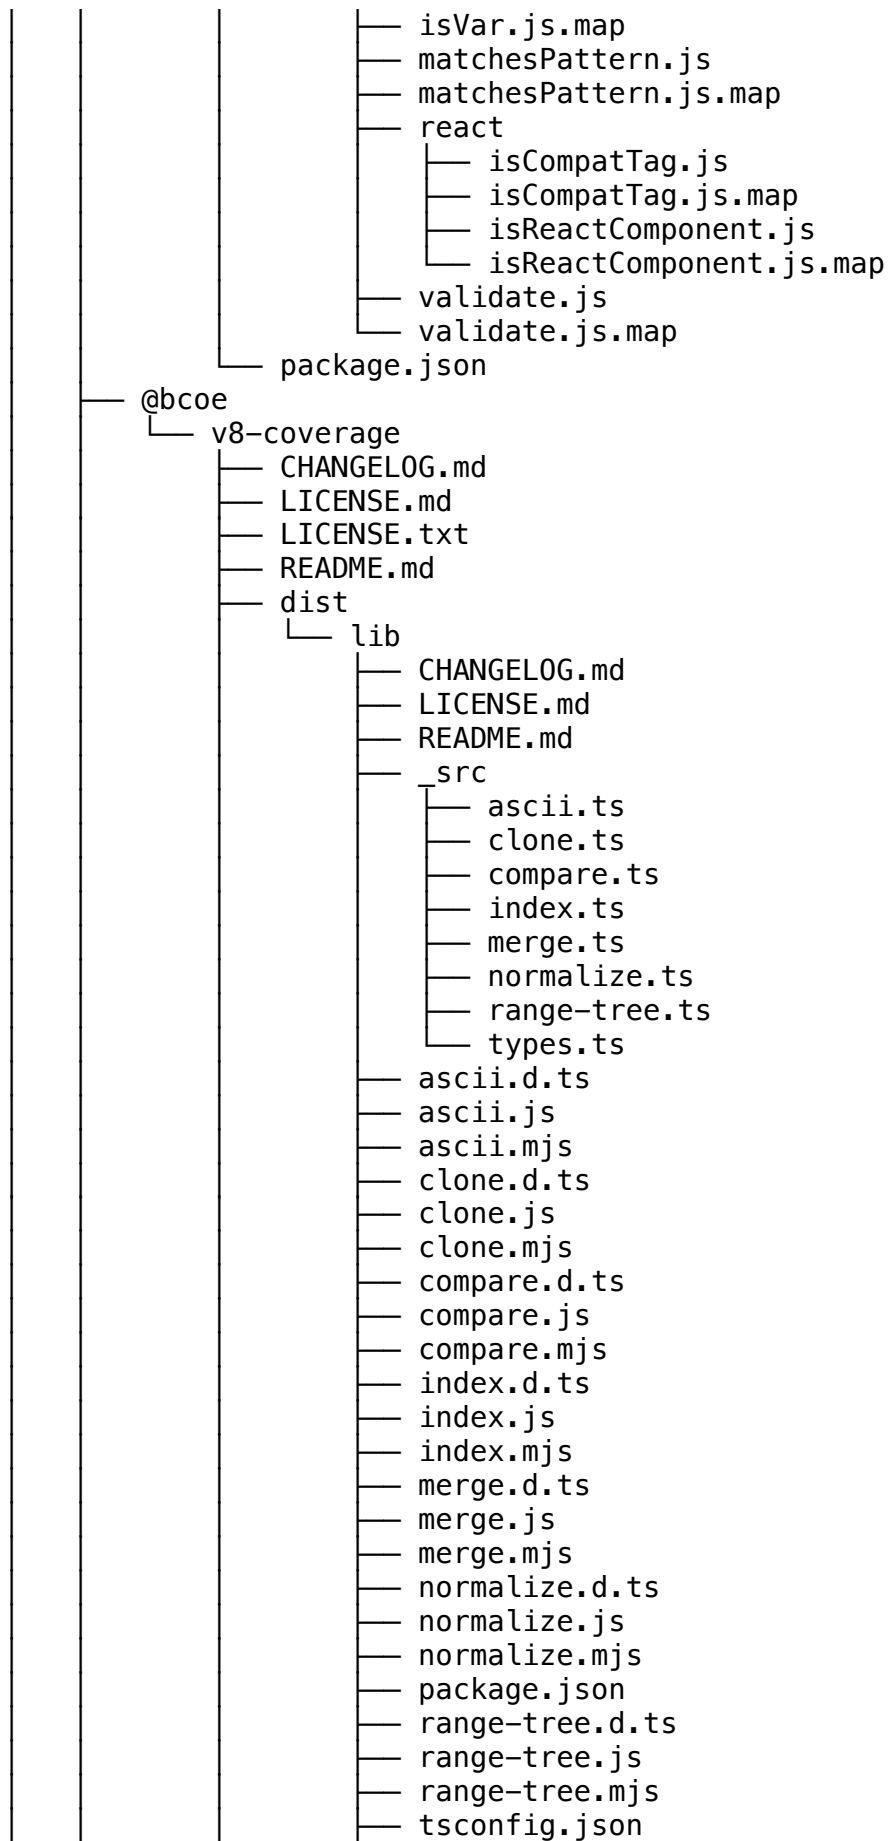 │   │       │       ├── isVar.js.map
│   │       │       ├── matchesPattern.js
│   │       │       ├── matchesPattern.js.map
│   │       │       ├── react
│   │       │       │   ├── isCompatTag.js
│   │       │       │   ├── isCompatTag.js.map
│   │       │       │   ├── isReactComponent.js
│   │       │       │   └── isReactComponent.js.map
│   │       │       ├── validate.js
│   │       │       └── validate.js.map
│   │       └── package.json
│   ├── @bcoe
│   │   └── v8-coverage
│   │       ├── CHANGELOG.md
│   │       ├── LICENSE.md
│   │       ├── LICENSE.txt
│   │       ├── README.md
│   │       ├── dist
│   │       │   └── lib
│   │       │       ├── CHANGELOG.md
│   │       │       ├── LICENSE.md
│   │       │       ├── README.md
│   │       │       ├── _src
│   │       │       │   ├── ascii.ts
│   │       │       │   ├── clone.ts
│   │       │       │   ├── compare.ts
│   │       │       │   ├── index.ts
│   │       │       │   ├── merge.ts
│   │       │       │   ├── normalize.ts
│   │       │       │   ├── range-tree.ts
│   │       │       │   └── types.ts
│   │       │       ├── ascii.d.ts
│   │       │       ├── ascii.js
│   │       │       ├── ascii.mjs
│   │       │       ├── clone.d.ts
│   │       │       ├── clone.js
│   │       │       ├── clone.mjs
│   │       │       ├── compare.d.ts
│   │       │       ├── compare.js
│   │       │       ├── compare.mjs
│   │       │       ├── index.d.ts
│   │       │       ├── index.js
│   │       │       ├── index.mjs
│   │       │       ├── merge.d.ts
│   │       │       ├── merge.js
│   │       │       ├── merge.mjs
│   │       │       ├── normalize.d.ts
│   │       │       ├── normalize.js
│   │       │       ├── normalize.mjs
│   │       │       ├── package.json
│   │       │       ├── range-tree.d.ts
│   │       │       ├── range-tree.js
│   │       │       ├── range-tree.mjs
│   │       │       ├── tsconfig.json